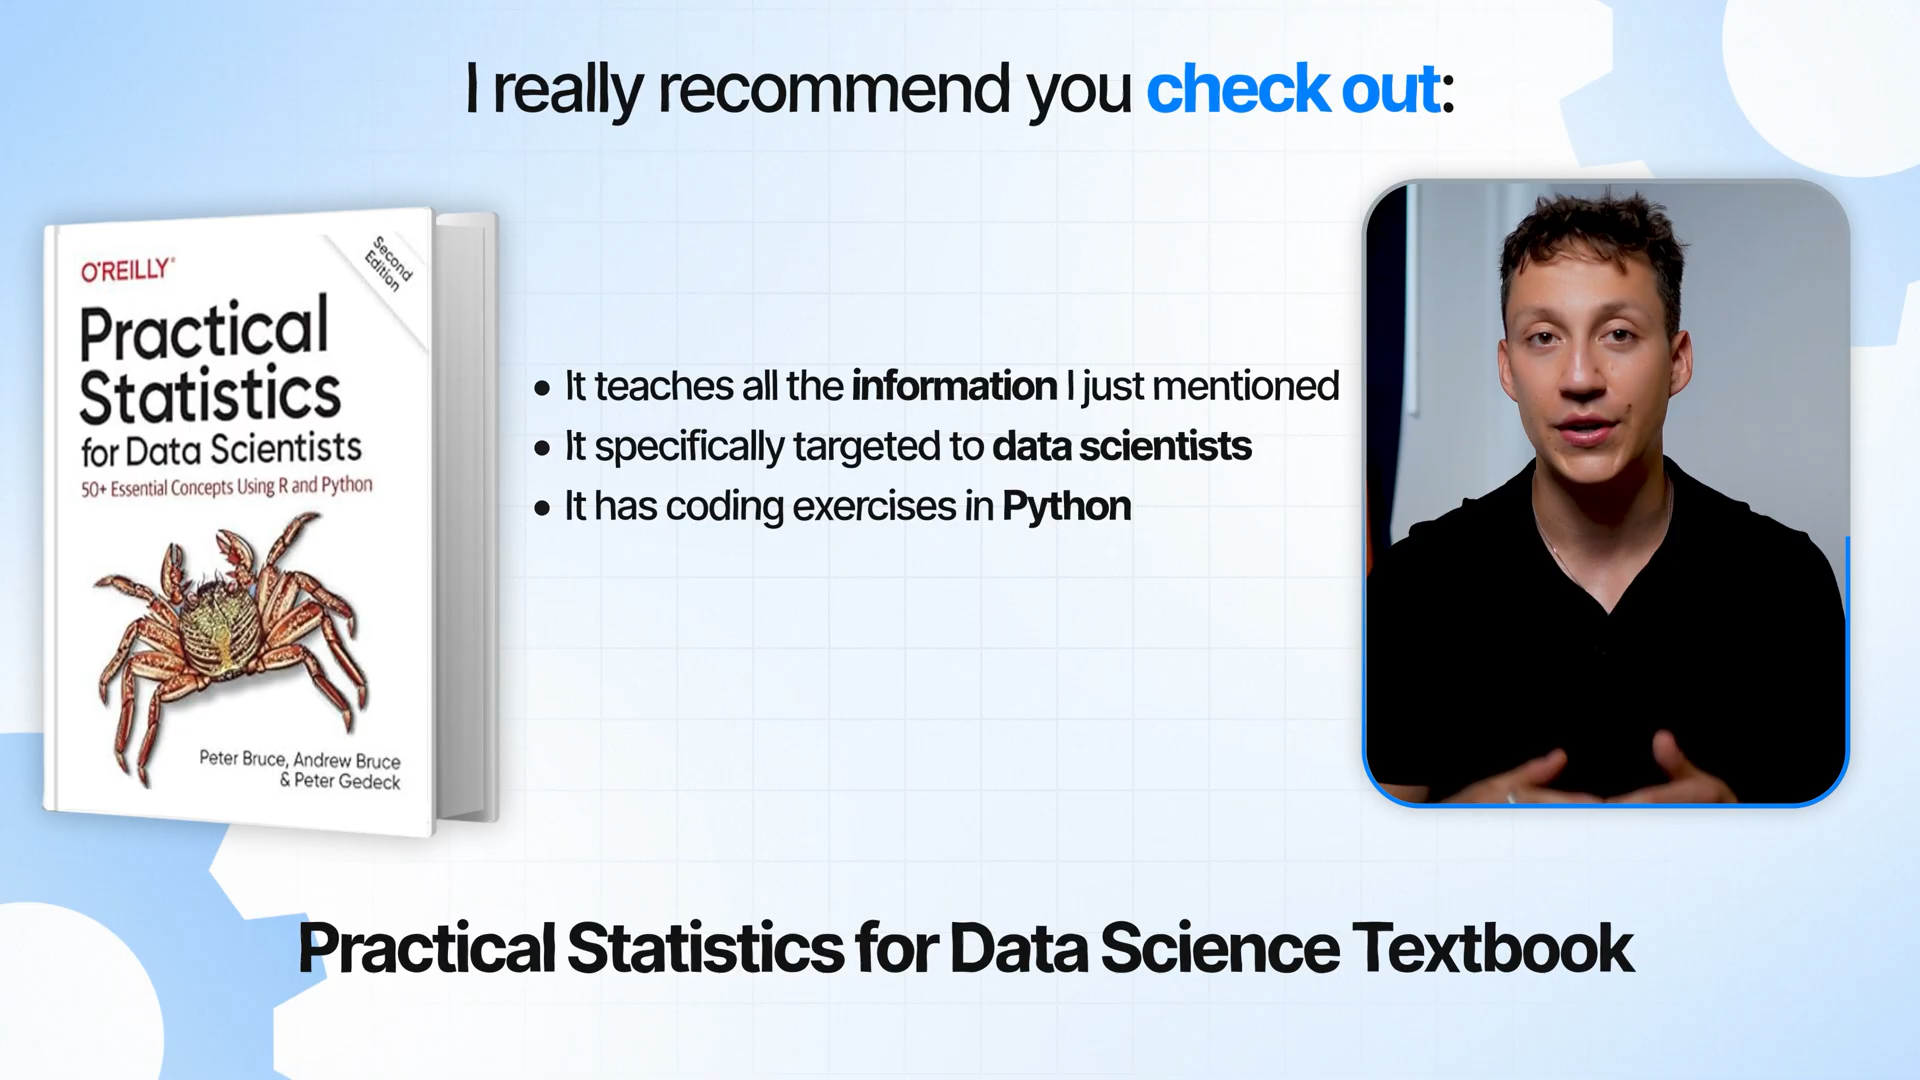 I really recommend you check out:
O'REILLY®
Second
Edition
Practical
Statistics
for Data Scientists
50+ Essential Concepts Using R and Python
Peter Bruce, Andrew Bruce
& Peter Gedeck
• It teaches all the information I just mentioned
• It specifically targeted to data scientists
• It has coding exercises in Python
Practical Statistics for Data Science Textbook